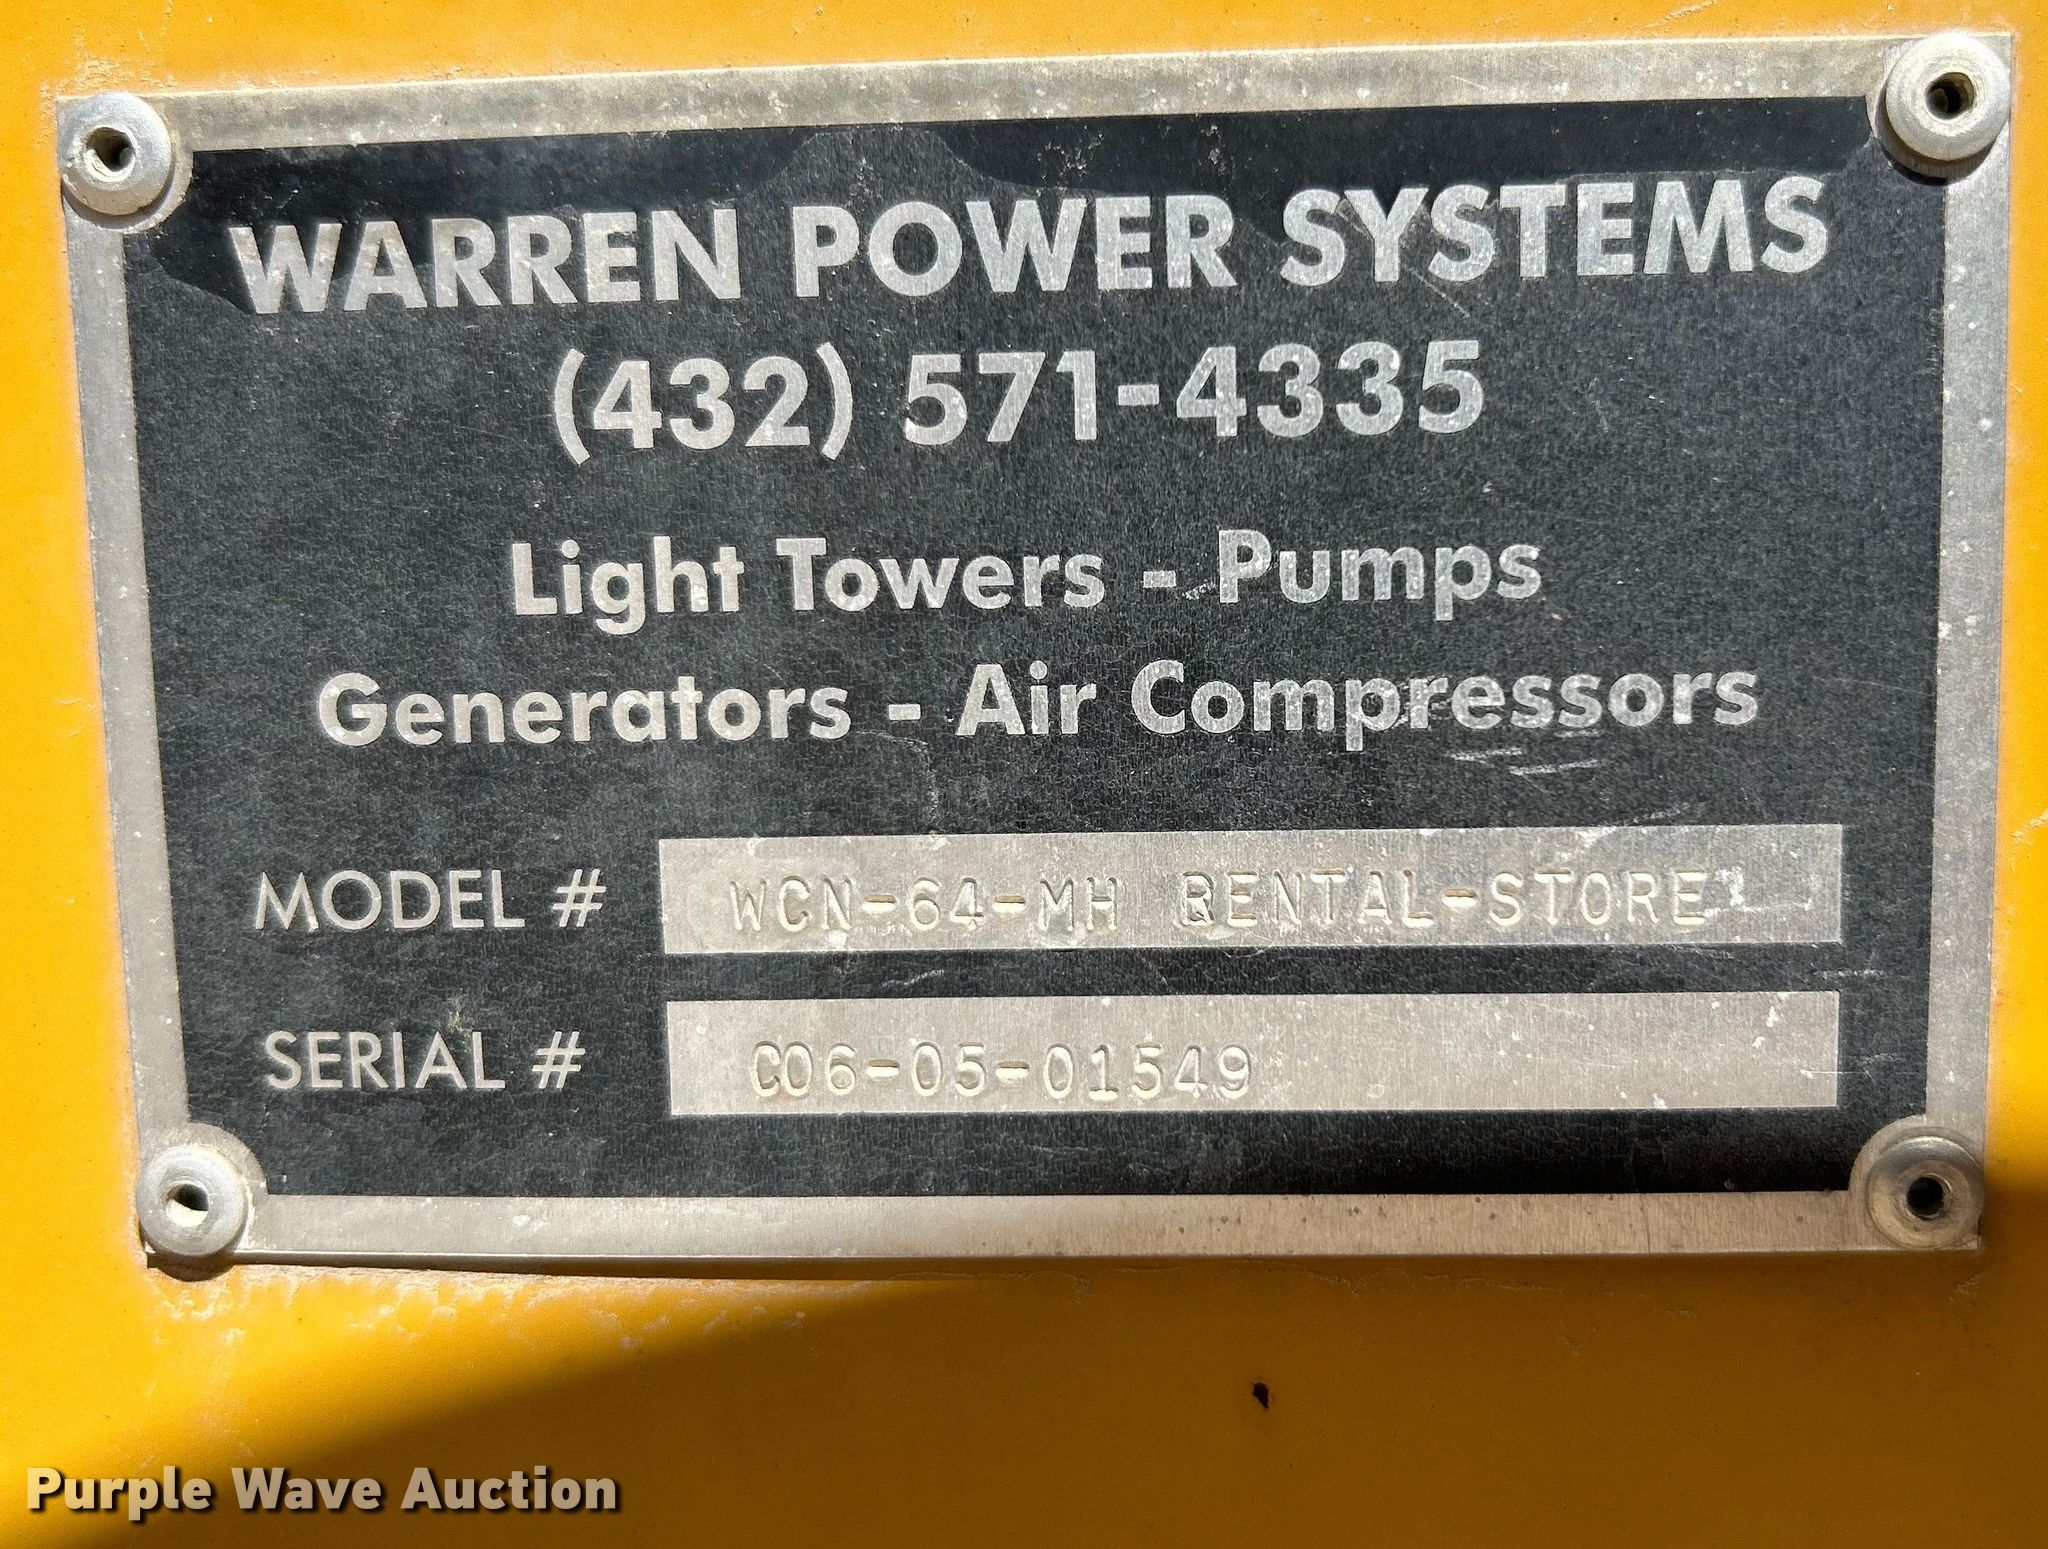 WARREN POWER SYSTEMS
(432) 571-4335
Light Towers - Pumps
Generators - Air Compressors
MODEL # WCN-64-MH RENTAL-STORE
SERIAL # C06-05-01549
Purple Wave Auction